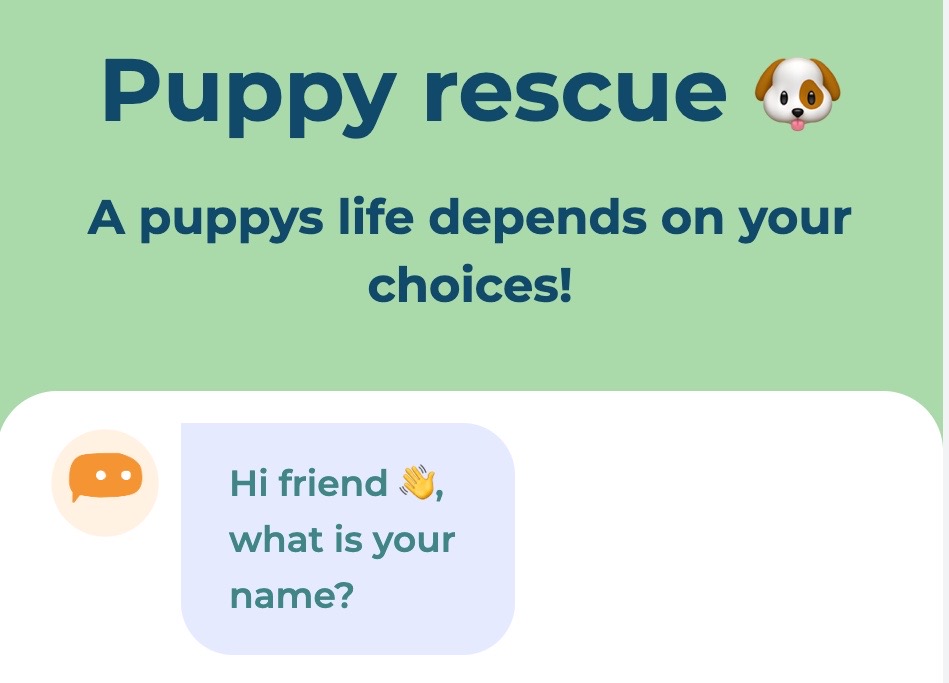 Puppy rescue 🐶
A puppys life depends on your
choices!
Hi friend 👋,
what is your
name?